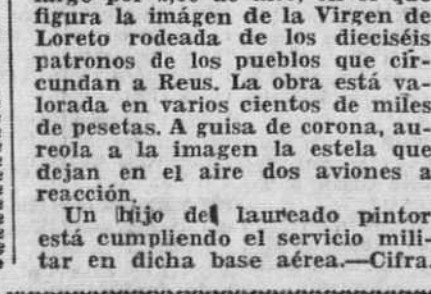 figura la imágen de la Virgen de
Loreto rodeada de los dieciséis
patronos de los pueblos que cir-
cundan a Reus. La obra está va-
lorada en varios cientos de miles
de pesetas. A guisa de corona, au-
reola a la imagen la estela que
dejan en el aire dos aviones a
reacción.
Un hijo del laureado pintor
está cumpliendo el servicio mili-
tar en dicha base aérea.—Cifra.